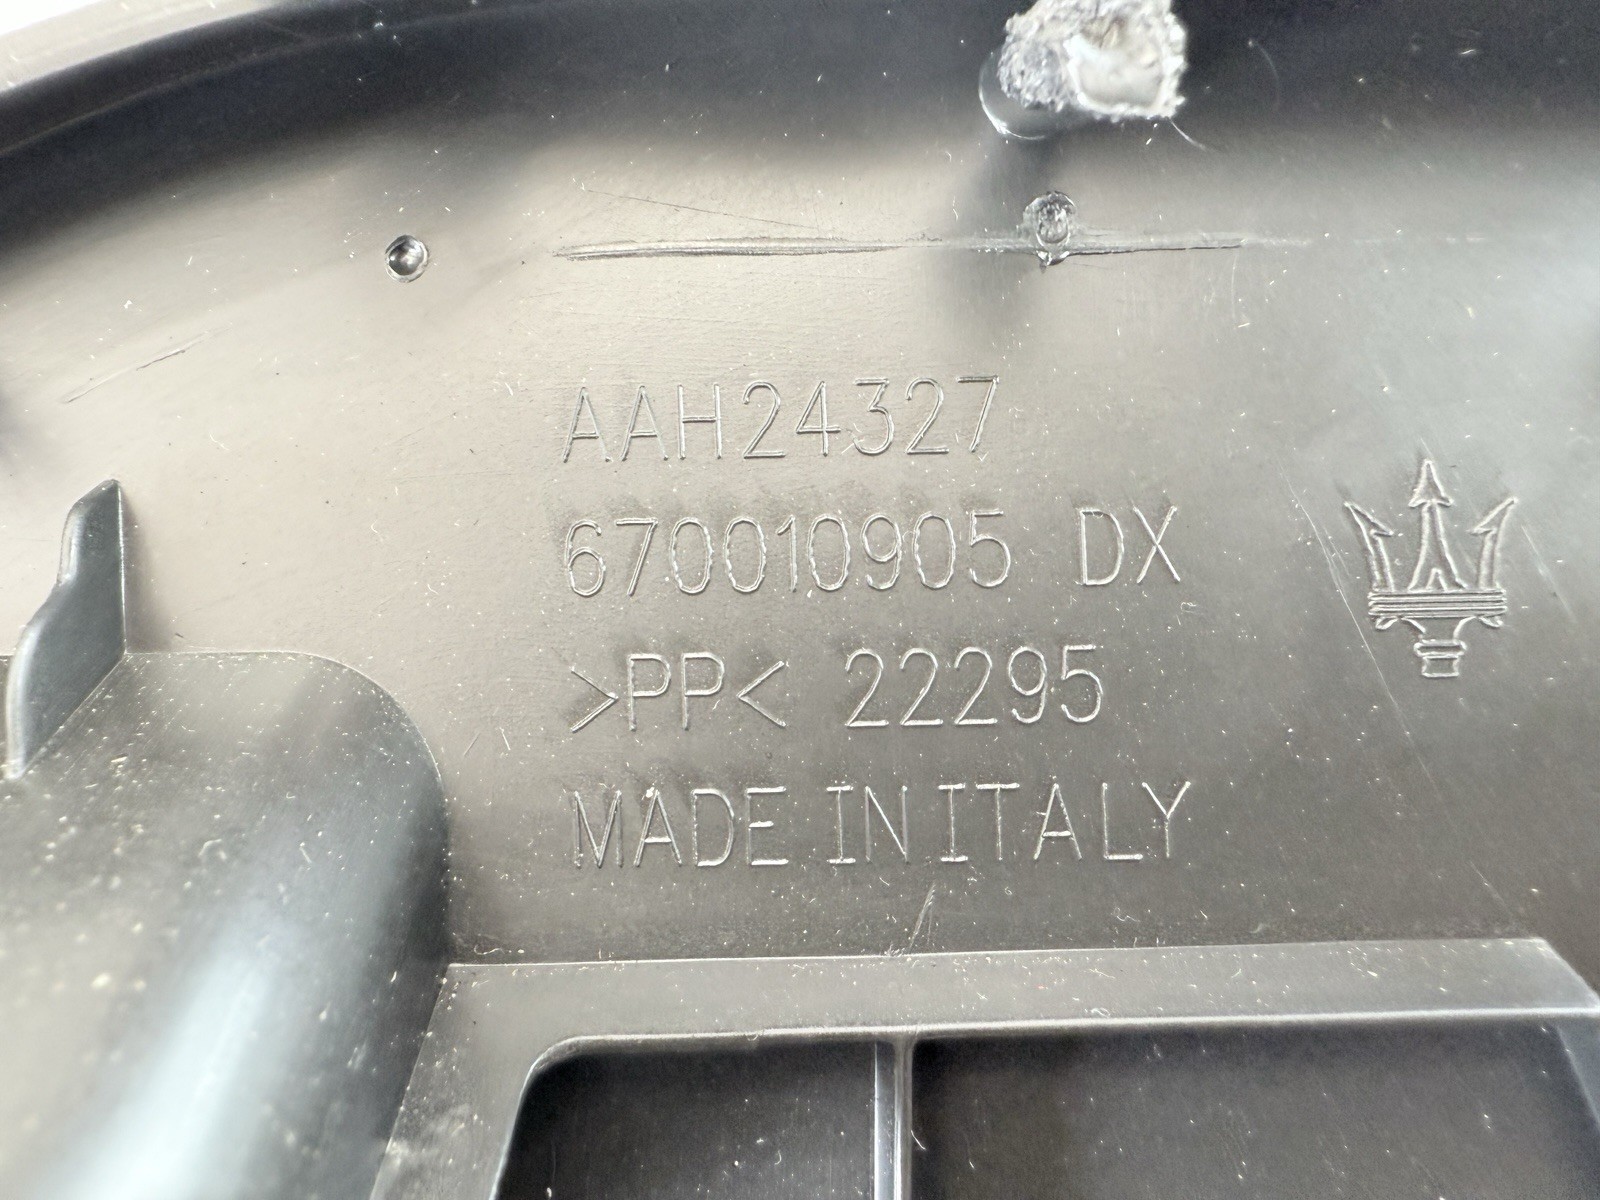 AAH24327
670010905 DX
>PP< 22295
MADE IN ITALY